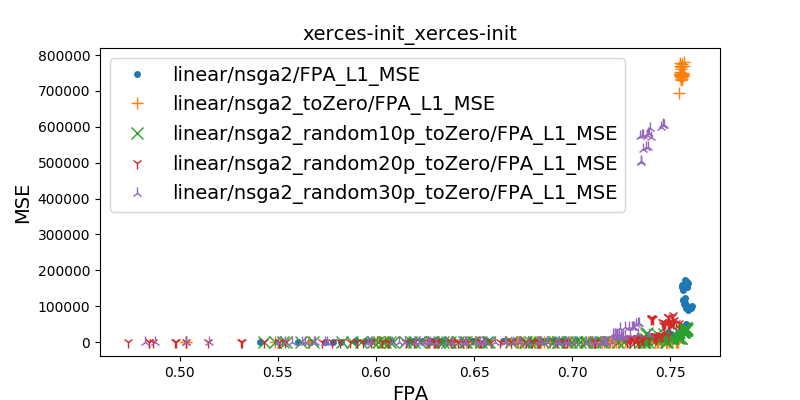 xerces-init_xerces-init
800000
700000
600000
500000
400000
300000
200000
100000
0
MSE
linear/nsga2/FPA_L1_MSE
linear/nsga2_toZero/FPA_L1_MSE
linear/nsga2_random10p_toZero/FPA_L1_MSE
linear/nsga2_random20p_toZero/FPA_L1_MSE
linear/nsga2_random30p_toZero/FPA_L1_MSE
0.50 0.55 0.60 0.65 0.70 0.75
FPA